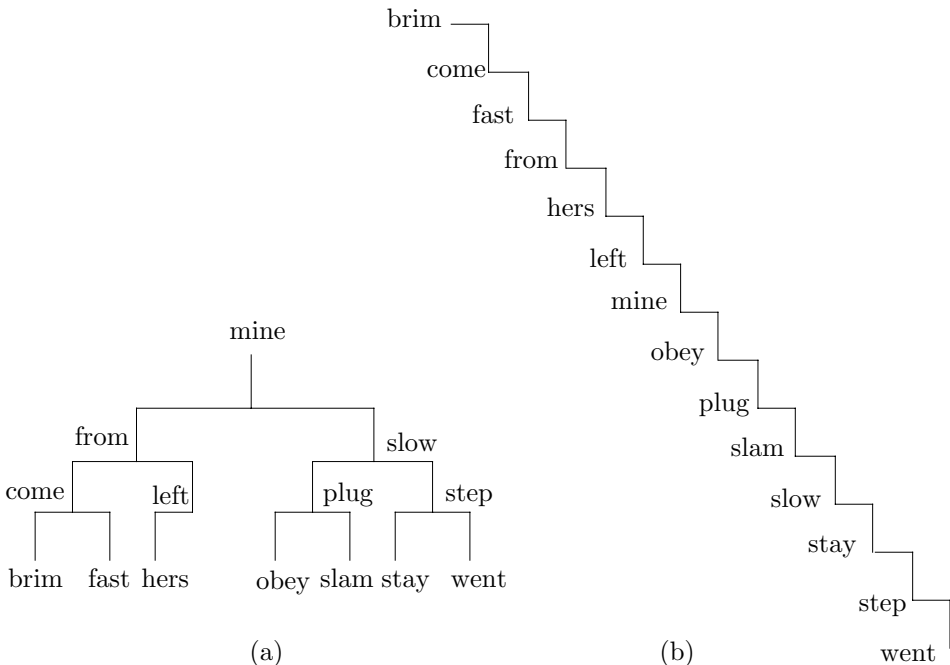 brim
come
fast
from
hers
left
mine
obey
plug
slam
slow
stay
step
went
(b)
mine
from slow
come left plug step
brim fast hers obey slam stay went
(a)